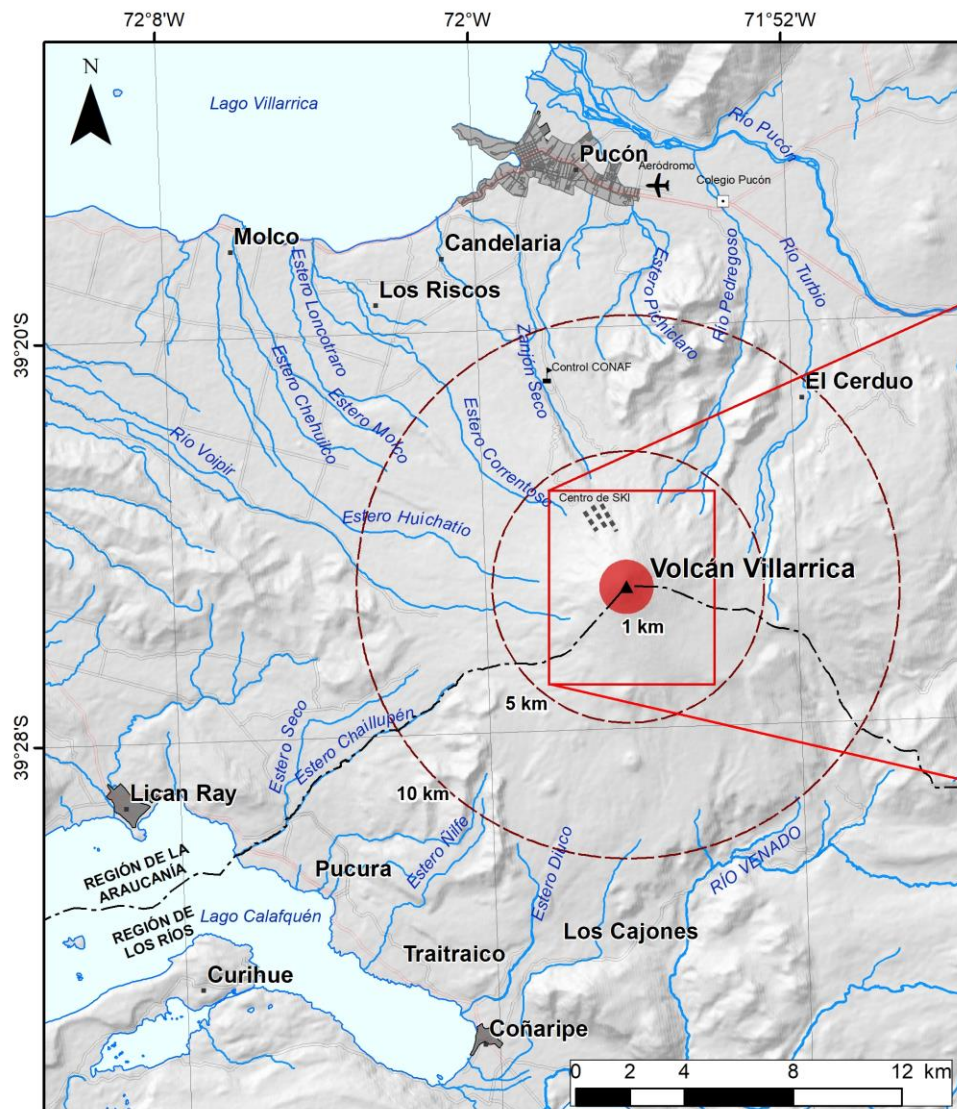 72°8'W
72°W
71°52'W
N
Lago Villarrica
Río Pucón
Pucón
Aeródromo
Colegio Pucón
Molco
Candelaria
Estero Loncotraro
Los Riscos
Estero Pichiclaro
Río Pedregoso
Río Turbio
39°20'S
Zanjón Seco
Control CONAF
El Cerduo
Estero Chehuilco
Estero Molco
Río Voipir
Estero Correntoso
Centro de SKI
Estero Huichatio
Volcán Villarrica
1 km
5 km
Estero Seco
Estero Chaillupén
39°28'S
10 km
Lican Ray
Estero Ñilfe
Estero Diuco
RÍO VENADO
REGIÓN DE LA
ARAUCANÍA
Pucura
REGIÓN DE
LOS RÍOS
Lago Calafquén
Los Cajones
Traitraico
Curihue
Coñaripe
0 2 4 8 12 km